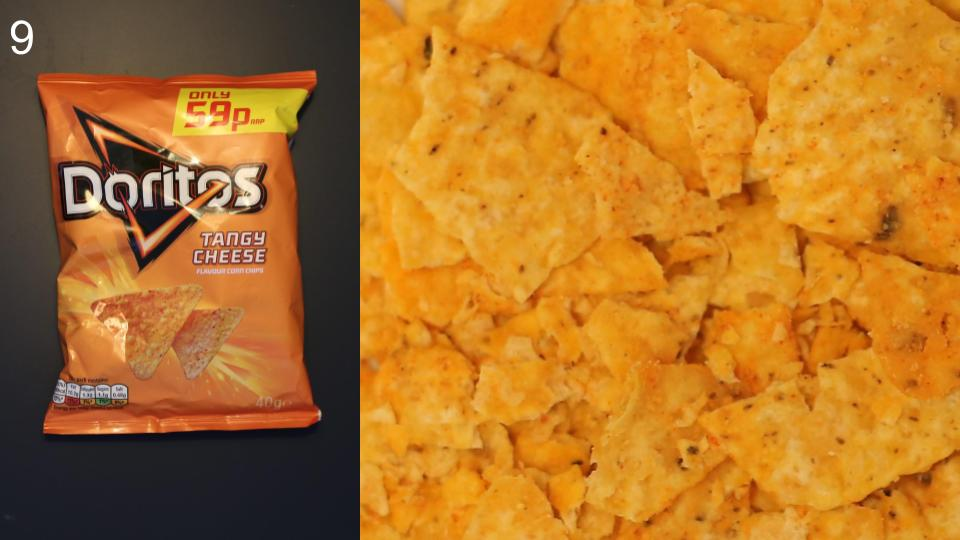 9
ONLY
59p RRP
Doritos
TANGY
CHEESE
FLAVOUR CORN CHIPS
40g